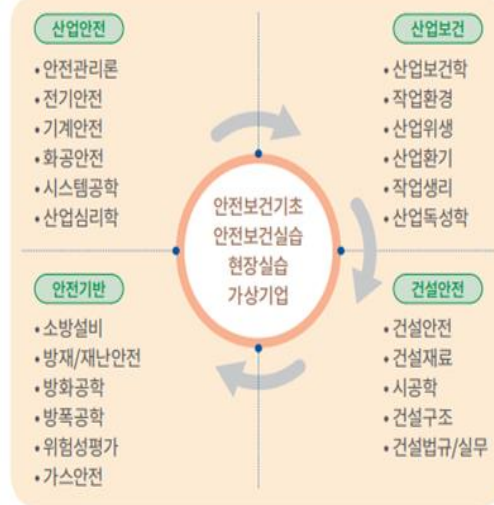 산업안전
• 안전관리론
• 전기안전
• 기계안전
• 화공안전
• 시스템공학
• 산업심리학
산업보건
• 산업보건학
• 작업환경
• 산업위생
• 산업환기
• 작업생리
• 산업독성학
안전보건기초
안전보건실습
현장실습
가상기업
안전기반
• 소방설비
• 방재/재난안전
• 방화공학
• 방폭공학
• 위험성평가
• 가스안전
건설안전
• 건설안전
• 건설재료
• 시공학
• 건설구조
• 건설법규/실무